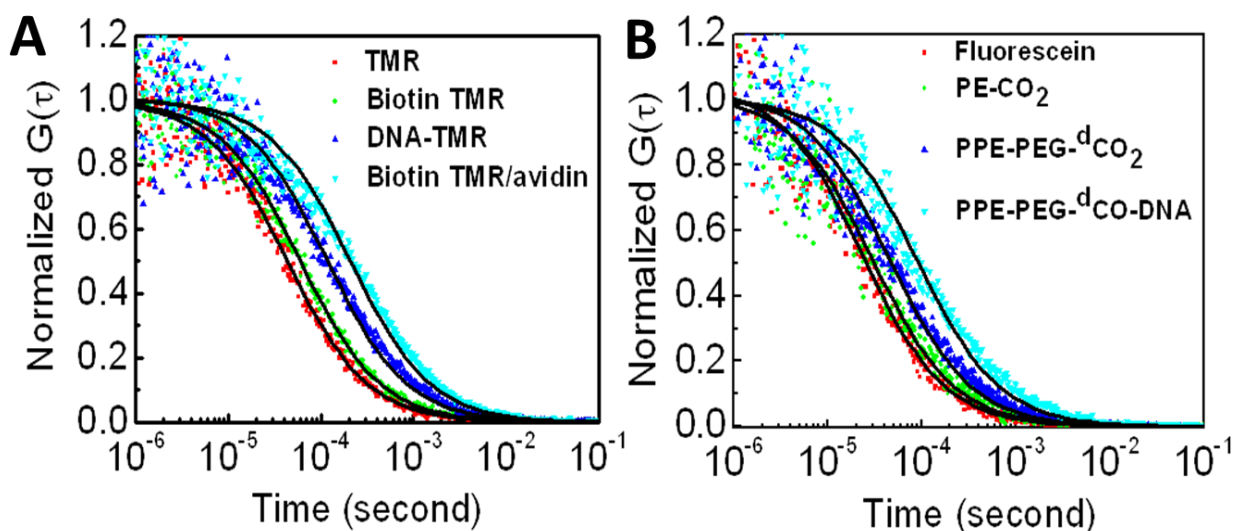 A
Normalized G(τ)
1.2
1.0
0.8
0.6
0.4
0.2
0.0
TMR
Biotin TMR
DNA-TMR
Biotin TMR/avidin
10⁻⁶ 10⁻⁵ 10⁻⁴ 10⁻³ 10⁻² 10⁻¹
Time (second)
B
Normalized G(τ)
1.2
1.0
0.8
0.6
0.4
0.2
0.0
Fluorescein
PE-CO₂
PPE-PEG-ᵈCO₂
PPE-PEG-ᵈCO-DNA
10⁻⁶ 10⁻⁵ 10⁻⁴ 10⁻³ 10⁻² 10⁻¹
Time (second)